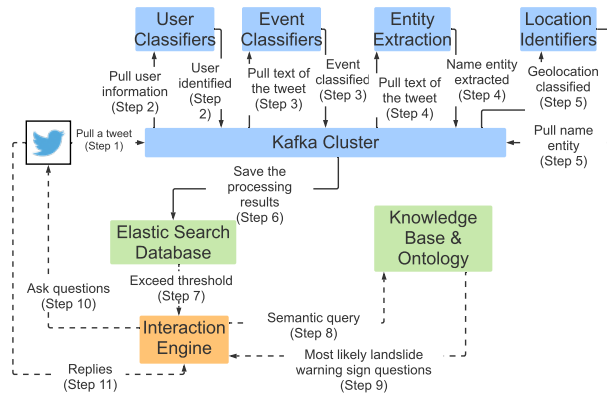 User
Classifiers
Event
Classifiers
Entity
Extraction
Location
Identifiers
Pull user
information
(Step 2)
User
identified
(Step
2)
Pull text of
the tweet
(Step 3)
Event
classified
(Step 3)
Pull text of
the tweet
(Step 4)
Name entity
extracted
(Step 4)
Geolocation
classified
(Step 5)
Pull a tweet
(Step 1)
Kafka Cluster
Pull name
entity
(Step 5)
Save the
processing
results
(Step 6)
Elastic Search
Database
Knowledge
Base &
Ontology
Exceed threshold
(Step 7)
Ask questions
(Step 10)
Interaction
Engine
Semantic query
(Step 8)
Most likely landslide
warning sign questions
(Step 9)
Replies
(Step 11)